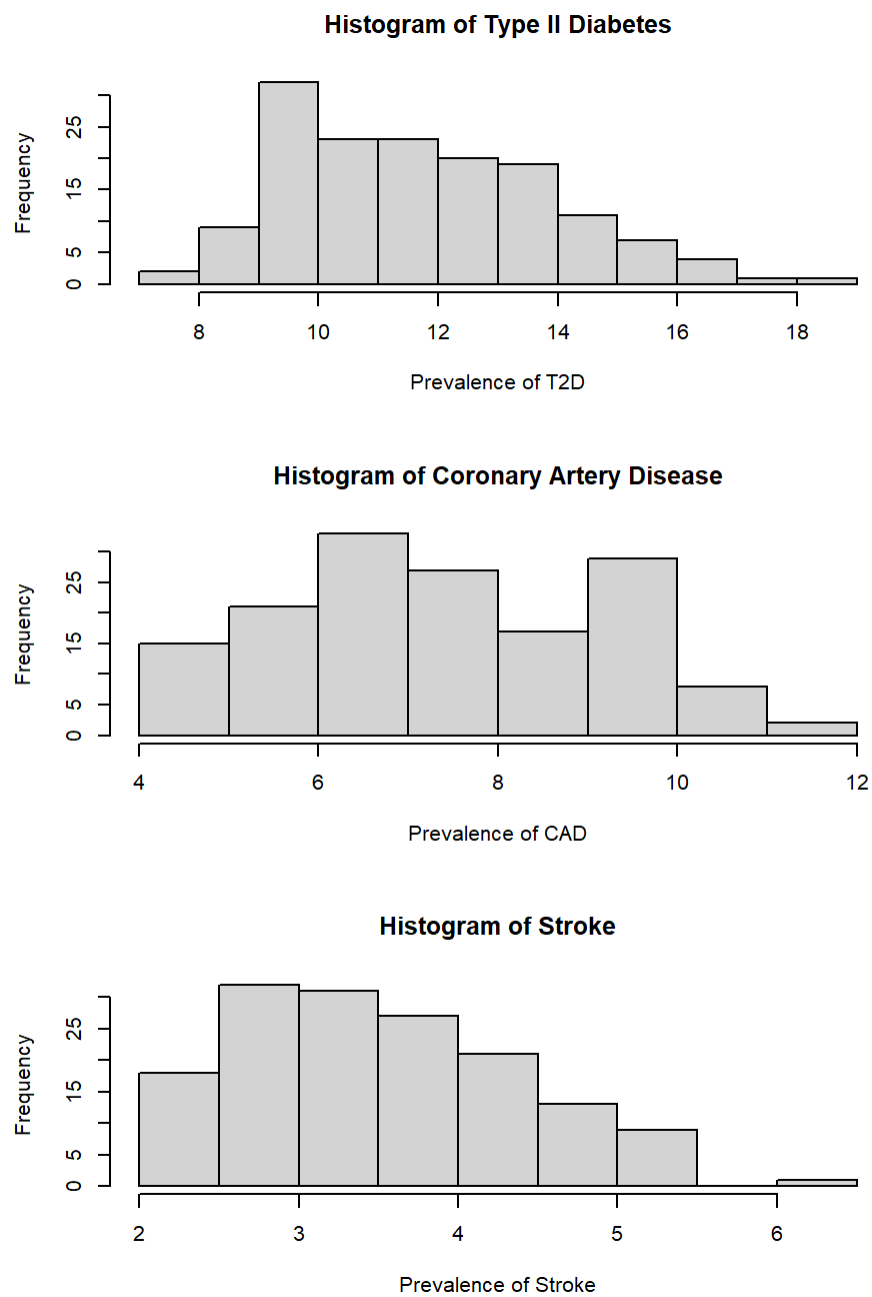 Histogram of Type II Diabetes
Frequency
0 5 15 25
8 10 12 14 16 18
Prevalence of T2D
Histogram of Coronary Artery Disease
Frequency
0 5 15 25
4 6 8 10 12
Prevalence of CAD
Histogram of Stroke
Frequency
0 5 15 25
2 3 4 5 6
Prevalence of Stroke